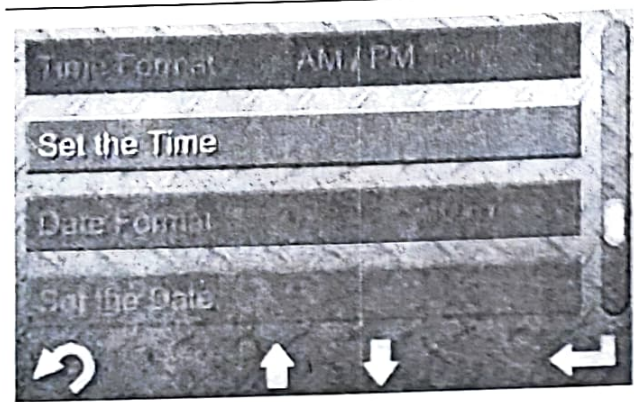 Time Format AM / PM
Set the Time
Date Format
Set the Date